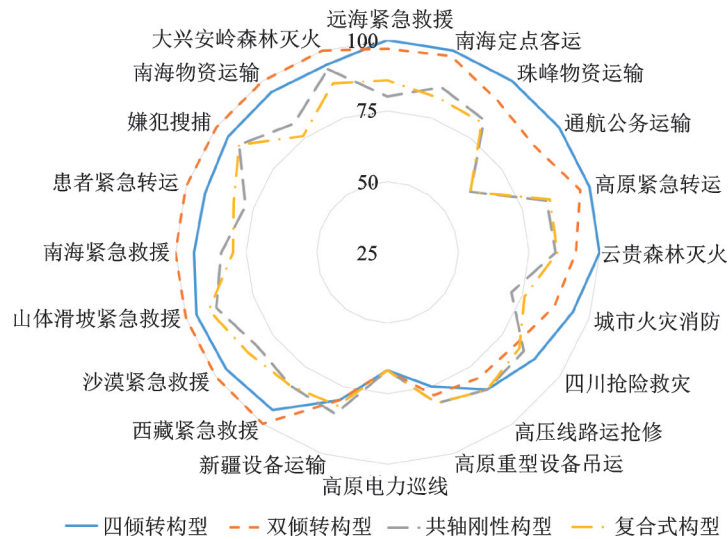 远海紧急救援
大兴安岭森林灭火
100
南海定点客运
南海物资运输
珠峰物资运输
嫌犯搜捕
75
通航公务运输
患者紧急转运
50
高原紧急转运
南海紧急救援
25
云贵森林灭火
山体滑坡紧急救援
城市火灾消防
沙漠紧急救援
四川抢险救灾
西藏紧急救援
高压线路运抢修
新疆设备运输
高原重型设备吊运
高原电力巡线
四倾转构型 双倾转构型 共轴刚性构型 复合式构型